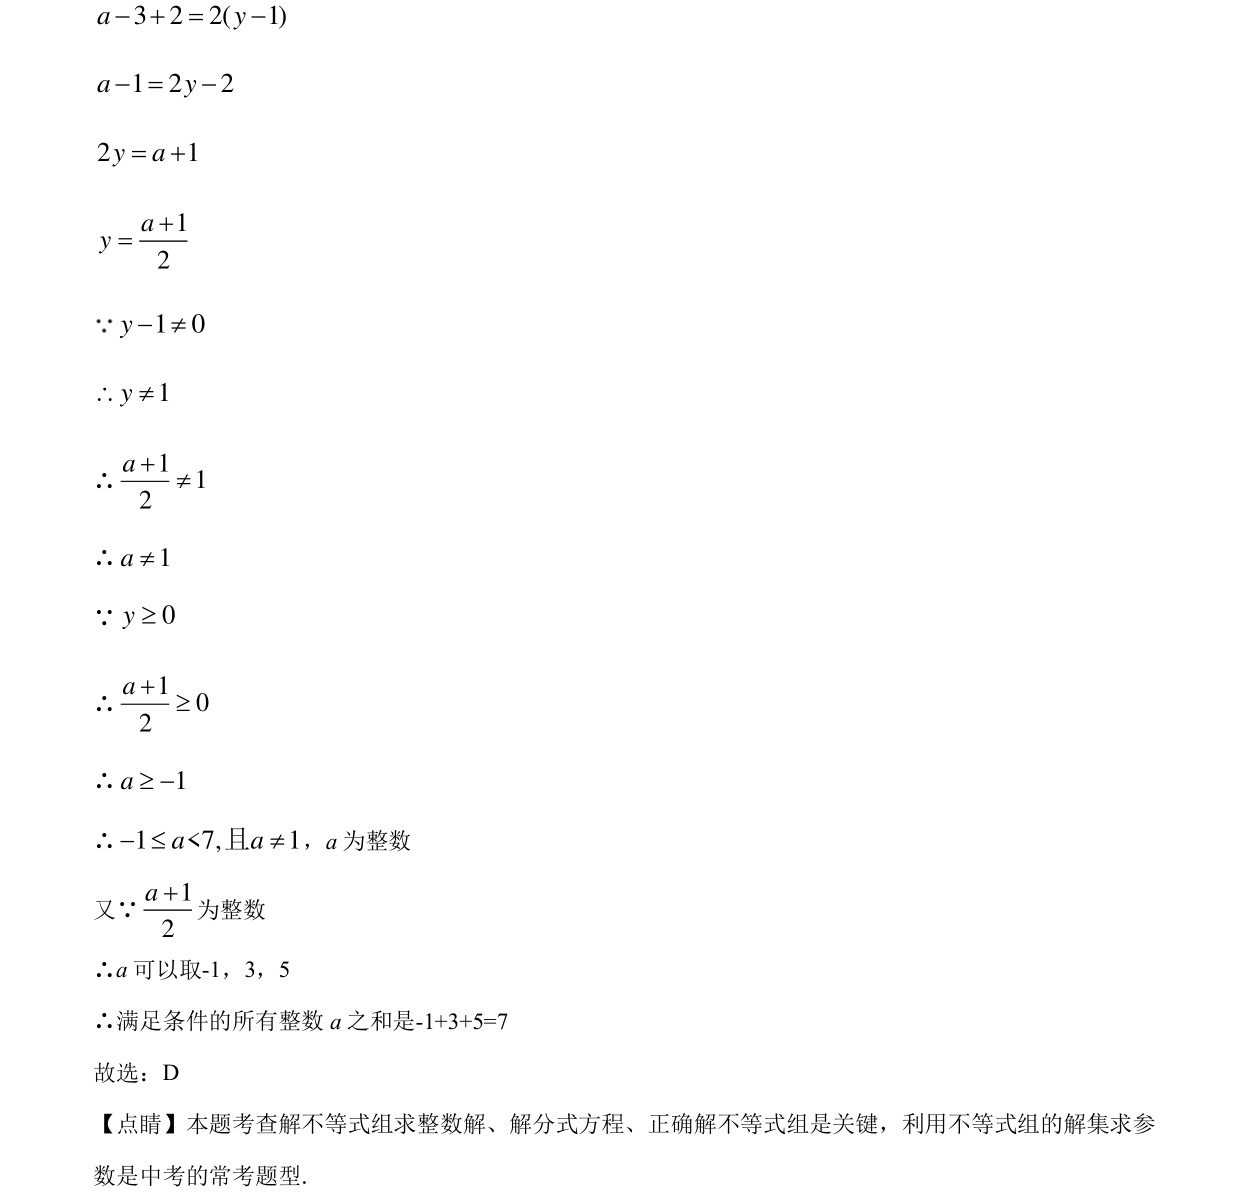 a−3+2=2(y−1)
a−1=2y−2
2y=a+1
y=\frac{a+1}{2}
∵y−1≠0
∴y≠1
∴\frac{a+1}{2}≠1
∴a≠1
∵y≥0
∴\frac{a+1}{2}≥0
∴a≥−1
∴−1≤a<7,且a≠1，a 为整数
又∵\frac{a+1}{2}为整数
∴a 可以取-1，3，5
∴满足条件的所有整数 a 之和是-1+3+5=7
故选：D
【点睛】本题考查解不等式组求整数解、解分式方程、正确解不等式组是关键，利用不等式组的解集求参
数是中考的常考题型.